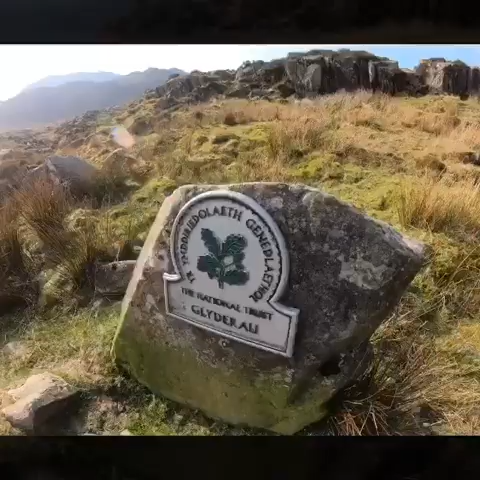 YR YMDDIRIEDOLAETH GENEDLAETHOL
THE NATIONAL TRUST
GLYDERAU